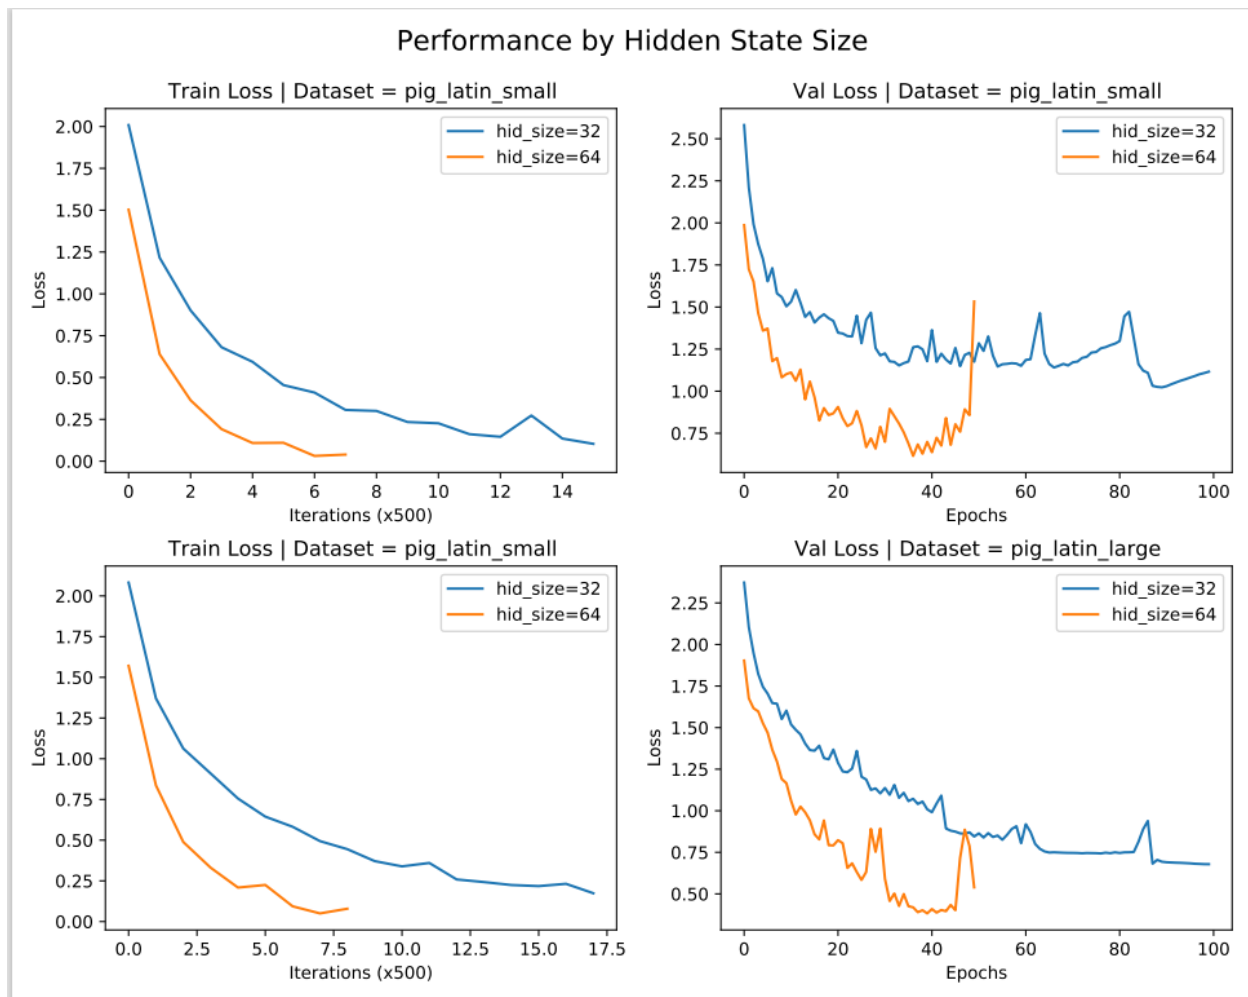 Performance by Hidden State Size
Train Loss | Dataset = pig_latin_small
2.00
1.75
1.50
1.25
1.00
0.75
0.50
0.25
0.00
Loss
hid_size=32
hid_size=64
0 2 4 6 8 10 12 14
Iterations (x500)
Val Loss | Dataset = pig_latin_small
2.50
2.25
2.00
1.75
1.50
1.25
1.00
0.75
Loss
hid_size=32
hid_size=64
0 20 40 60 80 100
Epochs
Train Loss | Dataset = pig_latin_small
2.00
1.75
1.50
1.25
1.00
0.75
0.50
0.25
0.00
Loss
hid_size=32
hid_size=64
0.0 2.5 5.0 7.5 10.0 12.5 15.0 17.5
Iterations (x500)
Val Loss | Dataset = pig_latin_large
2.25
2.00
1.75
1.50
1.25
1.00
0.75
0.50
Loss
hid_size=32
hid_size=64
0 20 40 60 80 100
Epochs